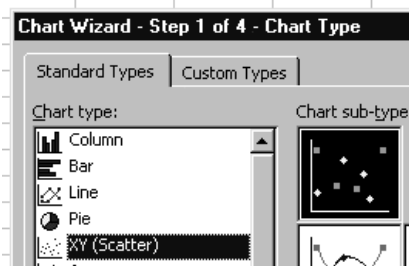 Chart Wizard - Step 1 of 4 - Chart Type
Standard Types Custom Types
Chart type: Chart sub-type
Column
Bar
Line
Pie
XY (Scatter)